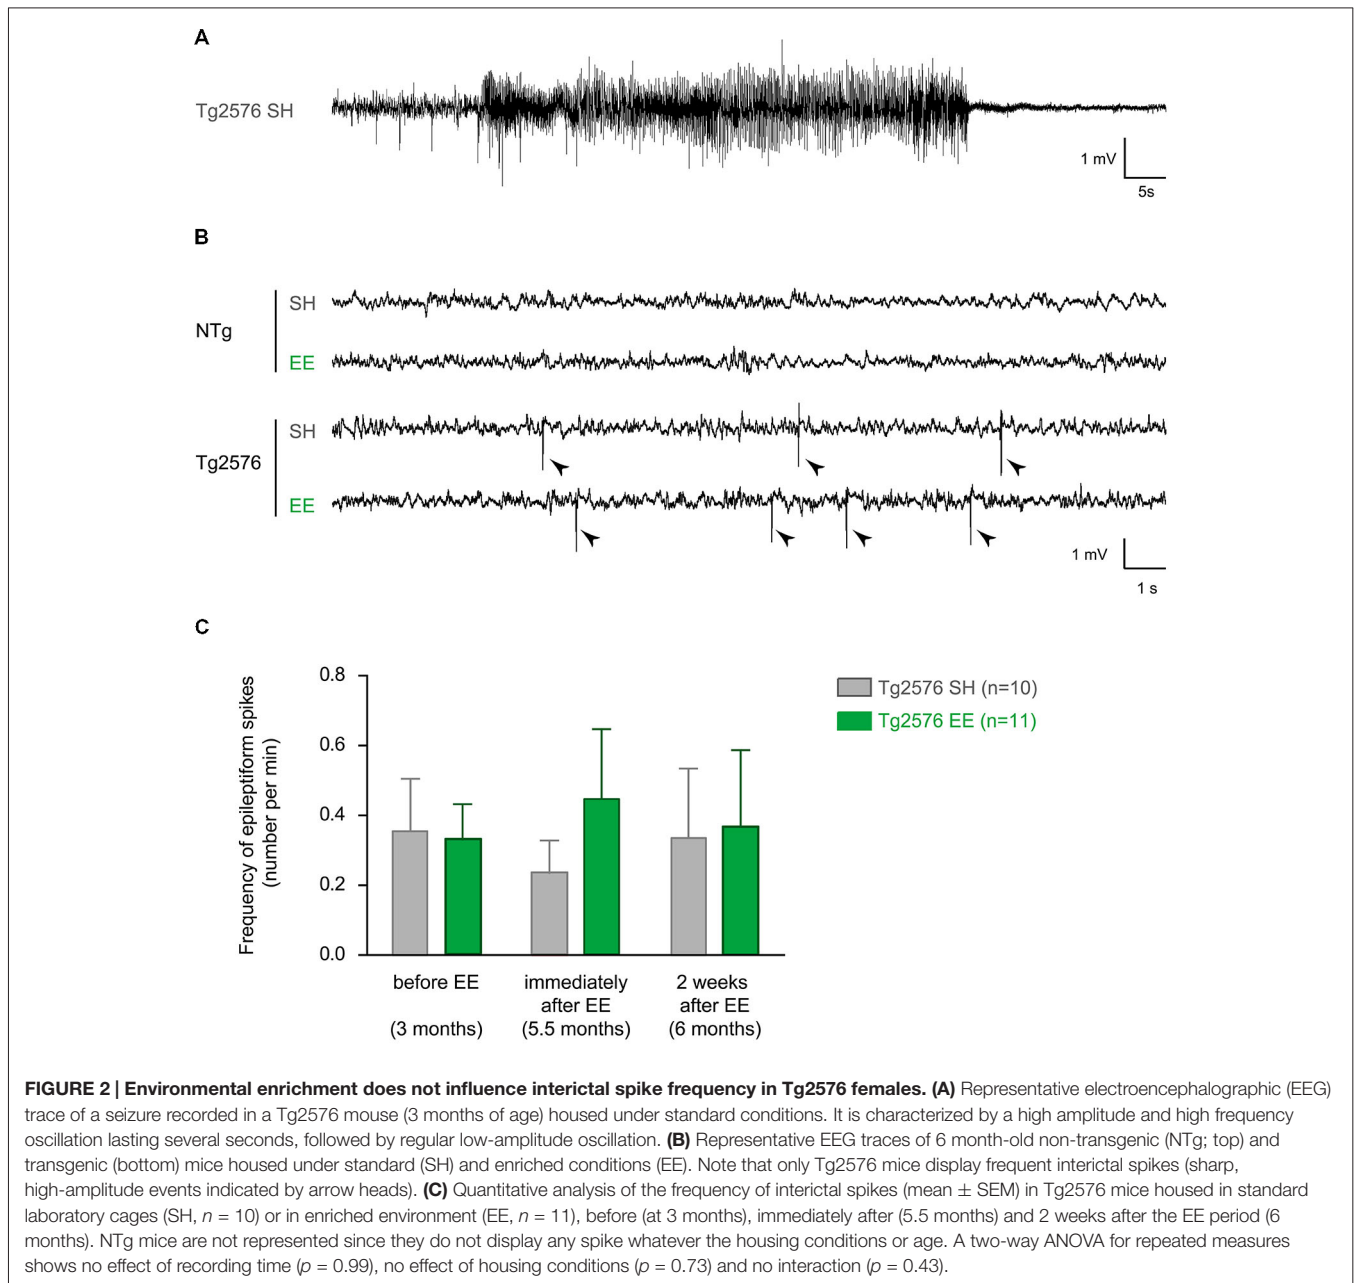 A
Tg2576 SH
1 mV
5s
B
NTg
SH
EE
Tg2576
SH
EE
1 mV
1 s
C
Frequency of epileptiform spikes
(number per min)
0.8
0.6
0.4
0.2
0.0
Tg2576 SH (n=10)
Tg2576 EE (n=11)
before EE
(3 months)
immediately
after EE
(5.5 months)
2 weeks
after EE
(6 months)
FIGURE 2 | Environmental enrichment does not influence interictal spike frequency in Tg2576 females. (A) Representative electroencephalographic (EEG)
trace of a seizure recorded in a Tg2576 mouse (3 months of age) housed under standard conditions. It is characterized by a high amplitude and high frequency
oscillation lasting several seconds, followed by regular low-amplitude oscillation. (B) Representative EEG traces of 6 month-old non-transgenic (NTg; top) and
transgenic (bottom) mice housed under standard (SH) and enriched conditions (EE). Note that only Tg2576 mice display frequent interictal spikes (sharp,
high-amplitude events indicated by arrow heads). (C) Quantitative analysis of the frequency of interictal spikes (mean ± SEM) in Tg2576 mice housed in standard
laboratory cages (SH, n = 10) or in enriched environment (EE, n = 11), before (at 3 months), immediately after (5.5 months) and 2 weeks after the EE period (6
months). NTg mice are not represented since they do not display any spike whatever the housing conditions or age. A two-way ANOVA for repeated measures
shows no effect of recording time (p = 0.99), no effect of housing conditions (p = 0.73) and no interaction (p = 0.43).